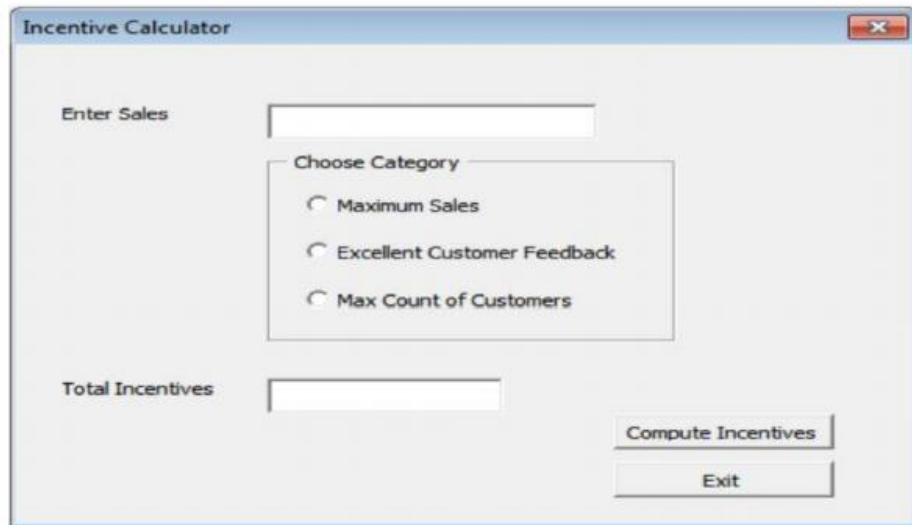 Incentive Calculator
Enter Sales
Choose Category
Maximum Sales
Excellent Customer Feedback
Max Count of Customers
Total Incentives
Compute Incentives
Exit